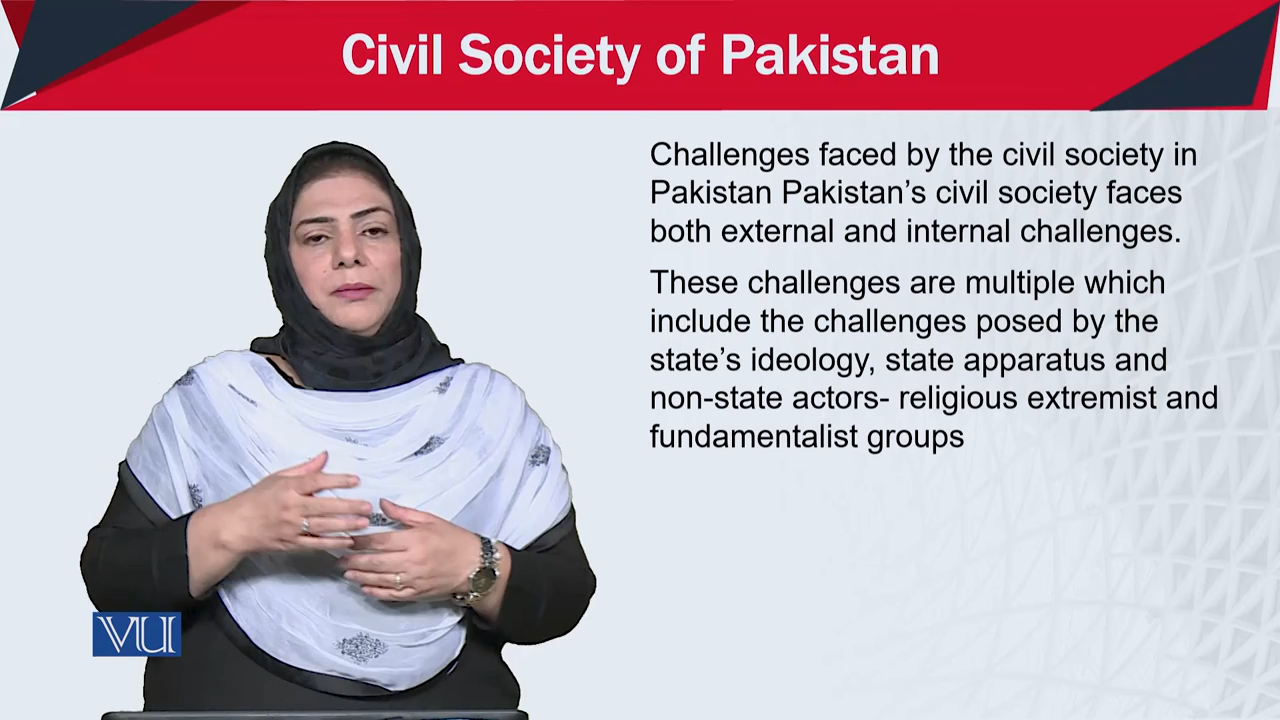 Civil Society of Pakistan
Challenges faced by the civil society in
Pakistan Pakistan’s civil society faces
both external and internal challenges.
These challenges are multiple which
include the challenges posed by the
state’s ideology, state apparatus and
non-state actors- religious extremist and
fundamentalist groups
VU